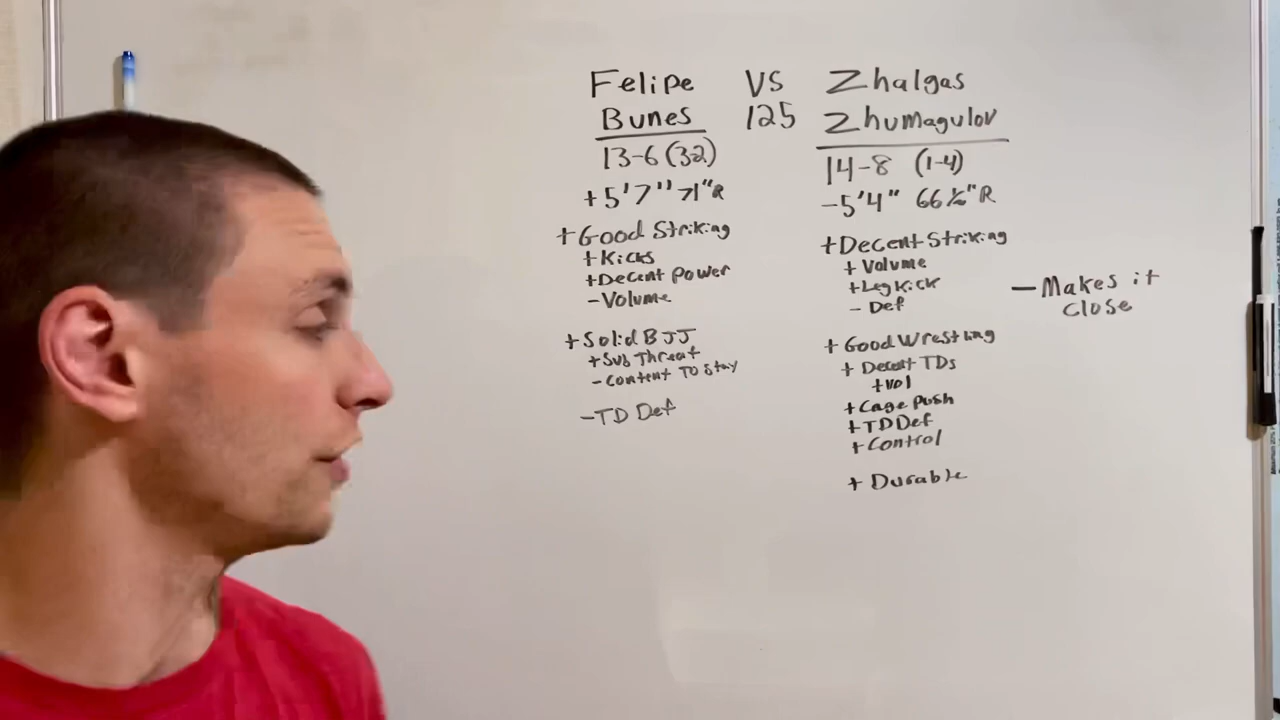 Felipe VS Zhalgas
Bunes 125 Zhumagulov
13-6 (3-2)
+5'7" 71"R
+Good Striking
+Kicks
+Decent Power
-Volume
+Solid BJJ
+Sub Threat
-Content To Stay
-TD Def
14-8 (1-4)
-5'4" 66½"R
+Decent Striking
+Volume
+Leg Kick
-Def
+Good Wrestling
+Decent TDs
+Vol
+Cage Push
+TD Def
+Control
+Durable
-Makes it
close